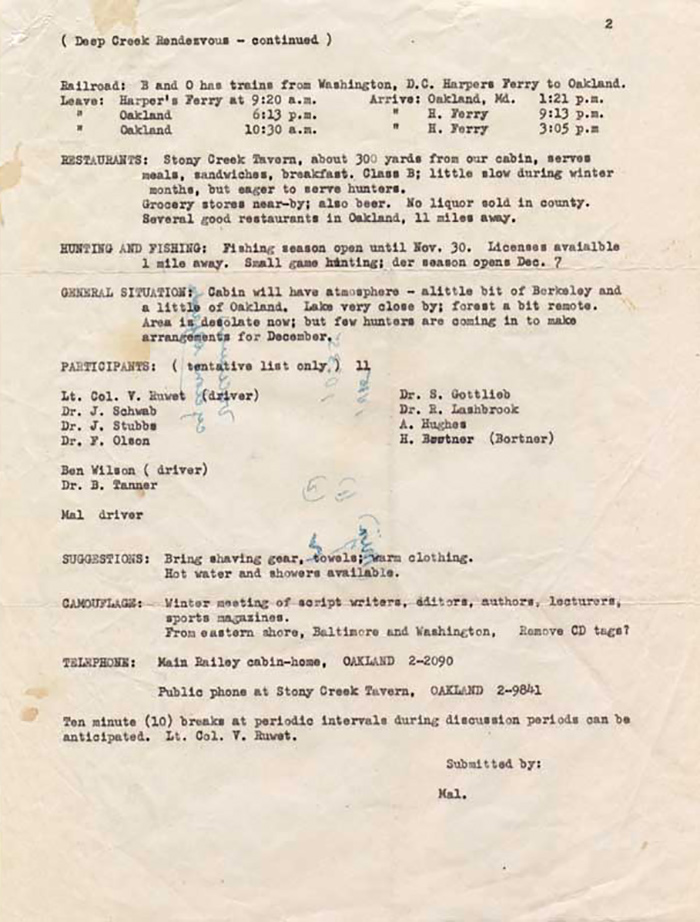 2
( Deep Creek Rendezvous - continued )
Railroad: B and O has trains from Washington, D.C. Harpers Ferry to Oakland.
Leave: Harper's Ferry at 9:20 a.m. Arrive: Oakland, Md. 1:21 p.m.
" Oakland 6:13 p.m. " H. Ferry 9:13 p.m.
" Oakland 10:30 a.m. " H. Ferry 3:05 p.m
RESTAURANTS: Stony Creek Tavern, about 300 yards from our cabin, serves
meals, sandwiches, breakfast. Class B; little slow during winter
months, but eager to serve hunters.
Grocery stores near-by; also beer. No liquor sold in county.
Several good restaurants in Oakland, 11 miles away.
HUNTING AND FISHING: Fishing season open until Nov. 30. Licenses avaialble
1 mile away. Small game hunting; der season opens Dec. ?
GENERAL SITUATION: Cabin will have atmosphere - alittle bit of Berkeley and
a little of Oakland. Lake very close by; forest a bit remote.
Area is desolate now; but few hunters are coming in to make
arrangements for December.
PARTICIPANTS: ( tentative list only ) 11
Lt. Col. V. Ruwet (driver)
Dr. J. Schwab
Dr. J. Stubbs
Dr. F. Olson
Dr. S. Gottlieb
Dr. R. Lashbrook
A. Hughes
H. Bortner (Bortner)
Ben Wilson ( driver)
Dr. B. Tanner
Mal driver
SUGGESTIONS: Bring shaving gear, towels; warm clothing.
Hot water and showers available.
CAMOUFLAGE: Winter meeting of script writers, editors, authors, lecturers,
sports magazines.
From eastern shore, Baltimore and Washington, Remove CD tags?
TELEPHONE: Main Railey cabin-home, OAKLAND 2-2090
Public phone at Stony Creek Tavern, OAKLAND 2-9841
Ten minute (10) breaks at periodic intervals during discussion periods can be
anticipated. Lt. Col. V. Ruwet.
Submitted by:
Mal.